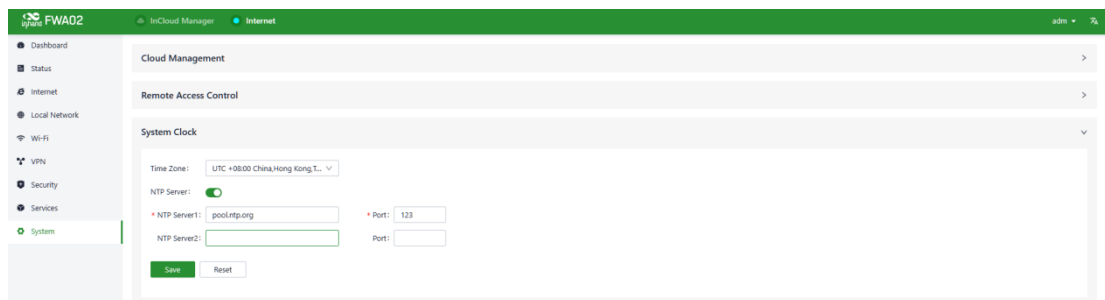 inhand FWA02
InCloud Manager
Internet
adm
Dashboard
Status
Internet
Local Network
Wi-Fi
VPN
Security
Services
System
Cloud Management
Remote Access Control
System Clock
Time Zone: UTC +08:00 China,Hong Kong,T...
NTP Server:
* NTP Server1: pool.ntp.org * Port: 123
NTP Server2: Port:
Save Reset